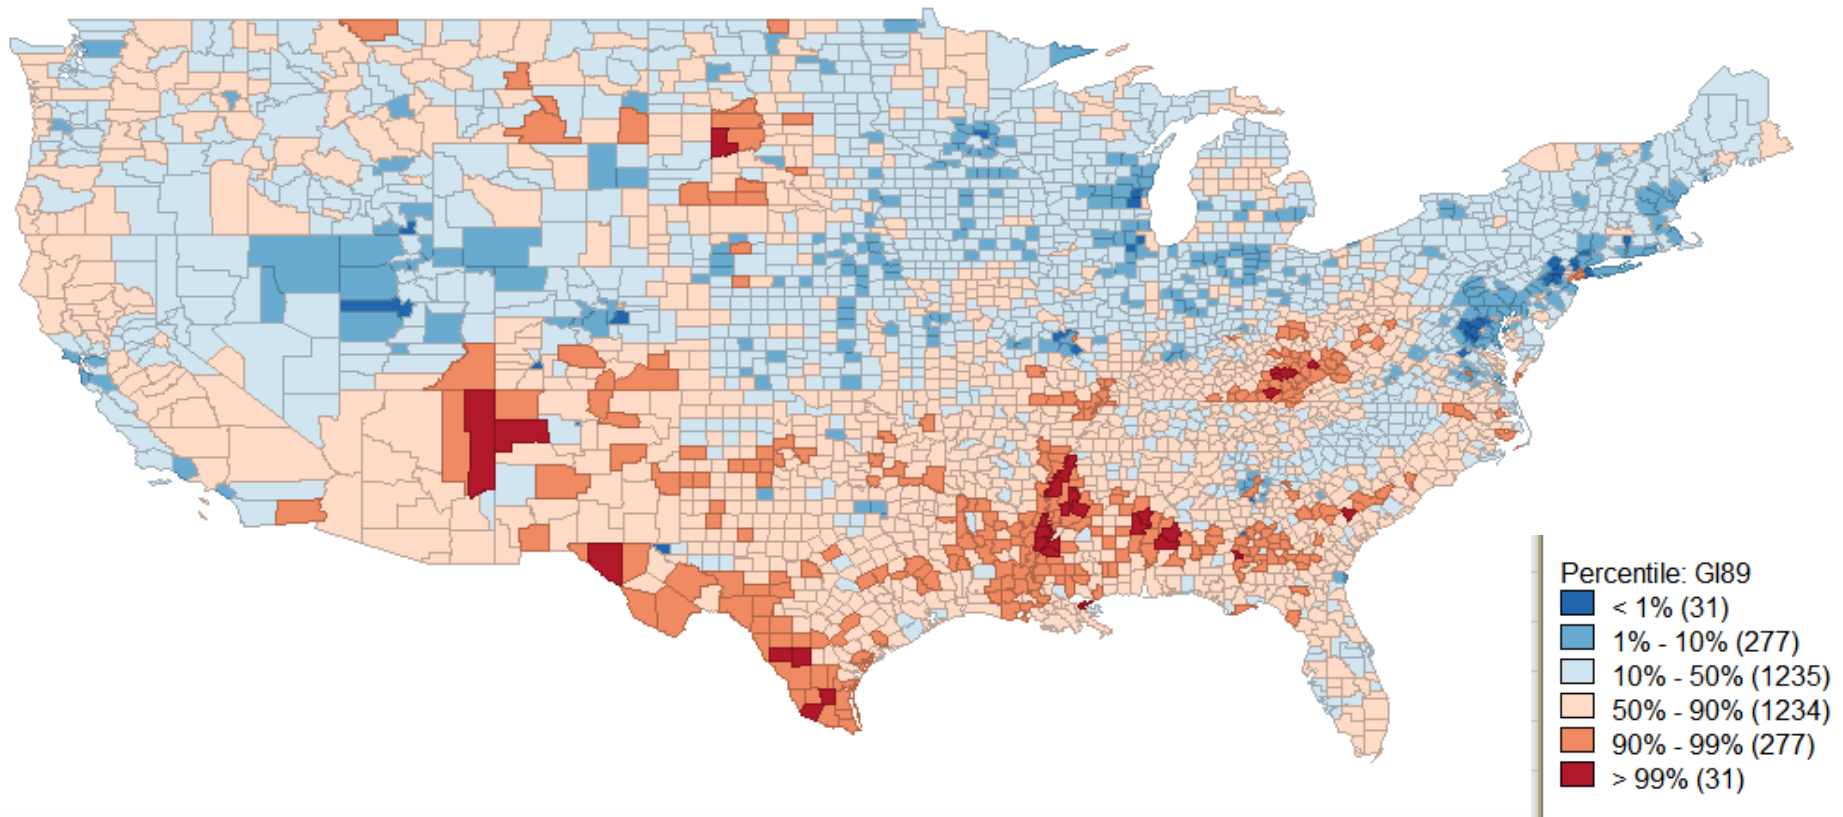 Percentile: GI89
< 1% (31)
1% - 10% (277)
10% - 50% (1235)
50% - 90% (1234)
90% - 99% (277)
> 99% (31)